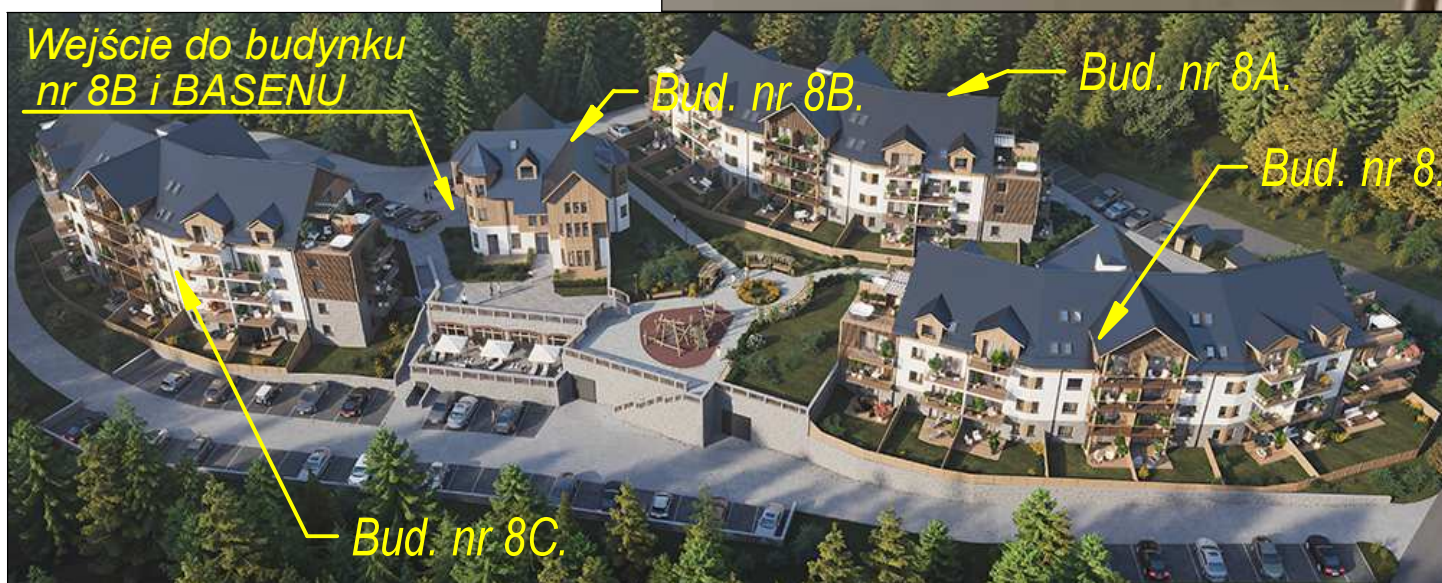 Wejście do budynku
nr 8B i BASENU
Bud. nr 8B.
Bud. nr 8A.
Bud. nr 8.
Bud. nr 8C.